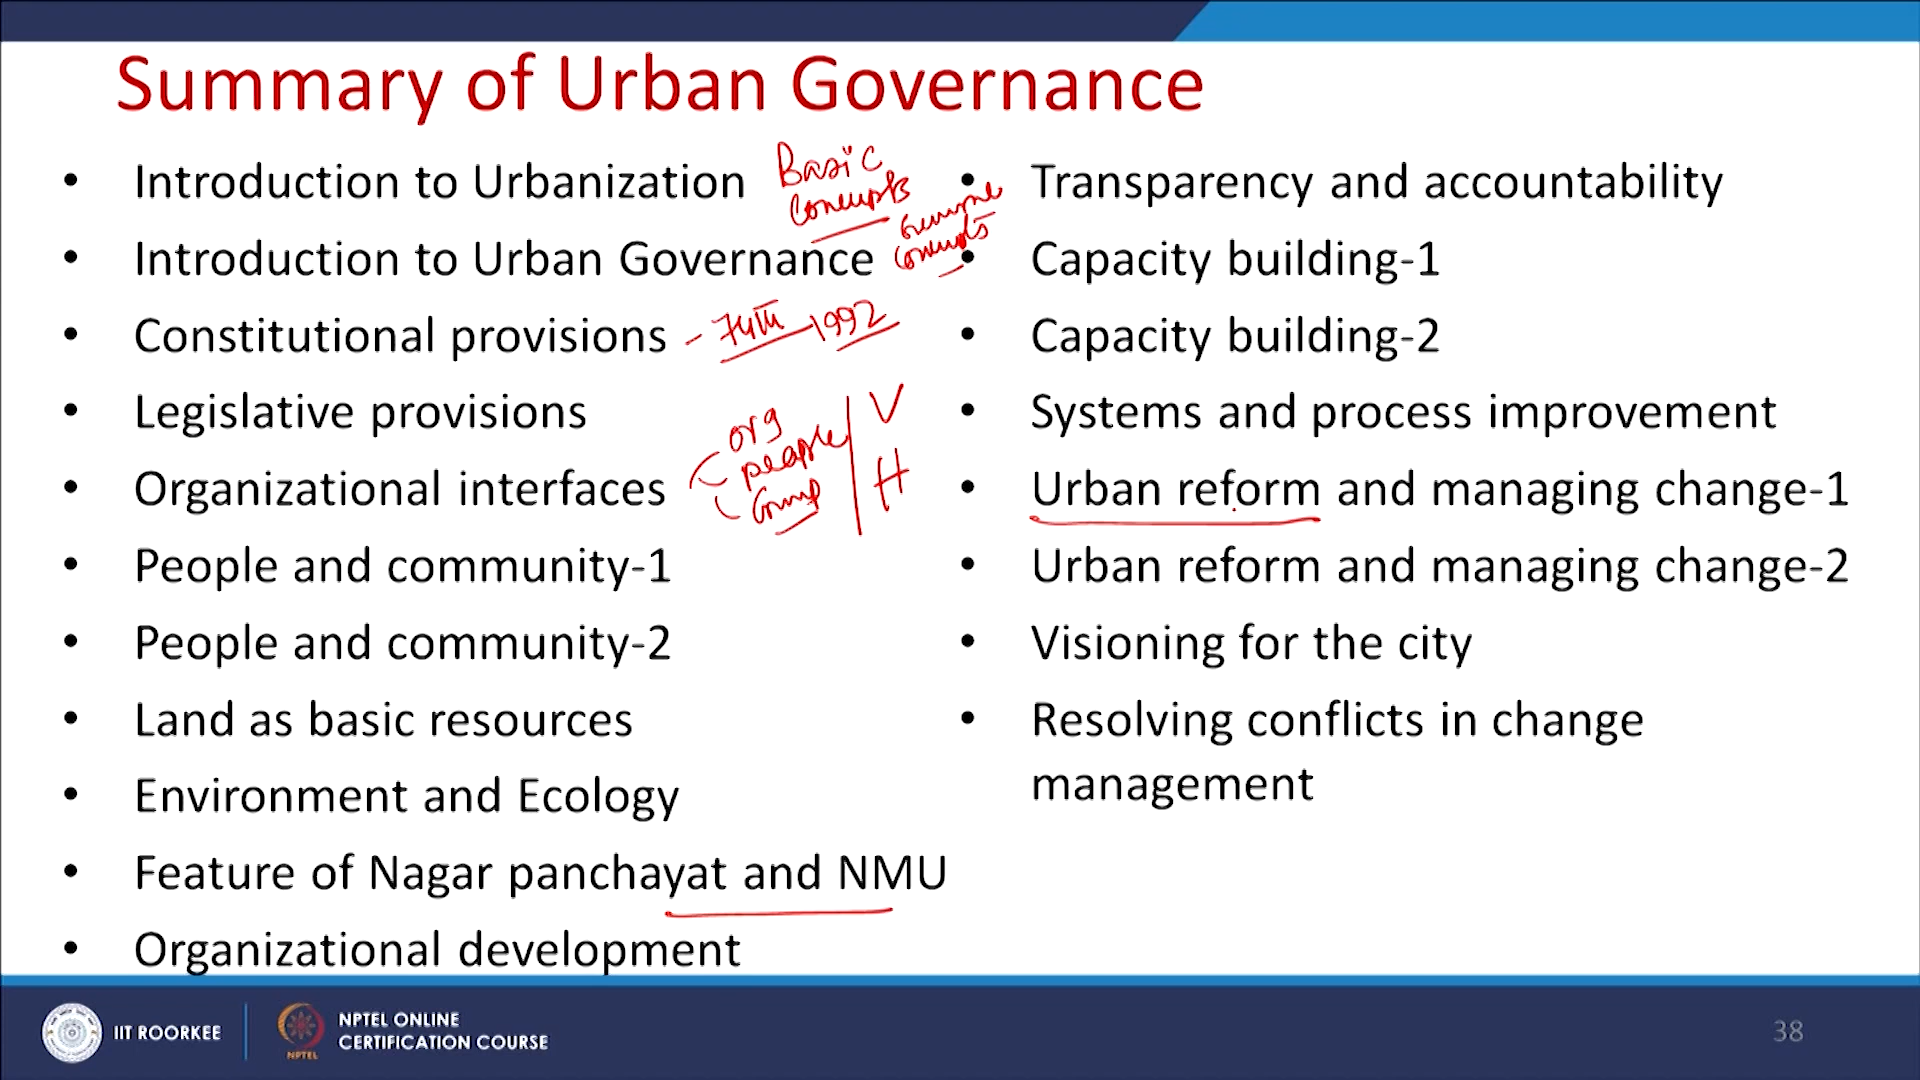 Summary of Urban Governance
• Introduction to Urbanization
Basic
Concepts
• Introduction to Urban Governance
• Constitutional provisions
- 74th 1992
• Legislative provisions
• Organizational interfaces
org
people
Group
V
H
• People and community-1
• People and community-2
• Land as basic resources
• Environment and Ecology
• Feature of Nagar panchayat and NMU
• Organizational development
• Transparency and accountability
• Capacity building-1
• Capacity building-2
• Systems and process improvement
• Urban reform and managing change-1
• Urban reform and managing change-2
• Visioning for the city
• Resolving conflicts in change
management
IIT ROORKEE
NPTEL
NPTEL ONLINE
CERTIFICATION COURSE
38